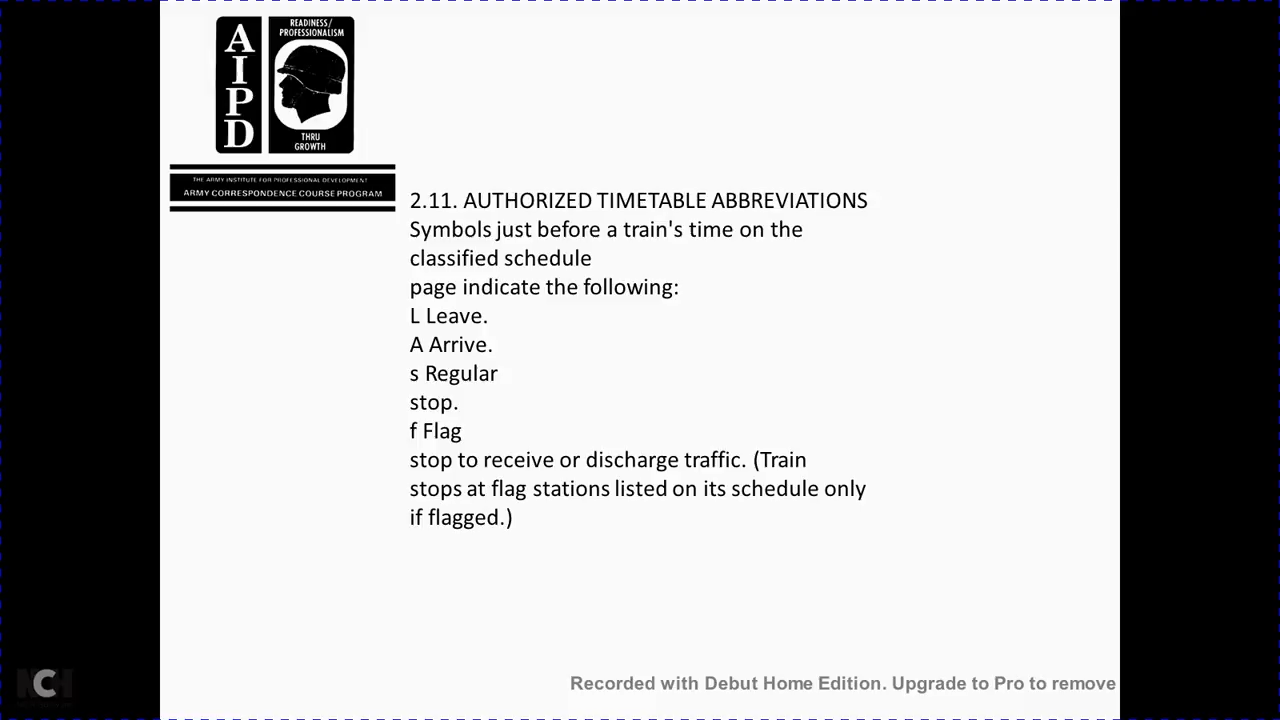 READINESS/
PROFESSIONALISM
A
I
P
D
THRU
GROWTH
THE ARMY INSTITUTE FOR PROFESSIONAL DEVELOPMENT
ARMY CORRESPONDENCE COURSE PROGRAM
2.11. AUTHORIZED TIMETABLE ABBREVIATIONS
Symbols just before a train's time on the
classified schedule
page indicate the following:
L Leave.
A Arrive.
s Regular
stop.
f Flag
stop to receive or discharge traffic. (Train
stops at flag stations listed on its schedule only
if flagged.)
NCH
Recorded with Debut Home Edition. Upgrade to Pro to remove